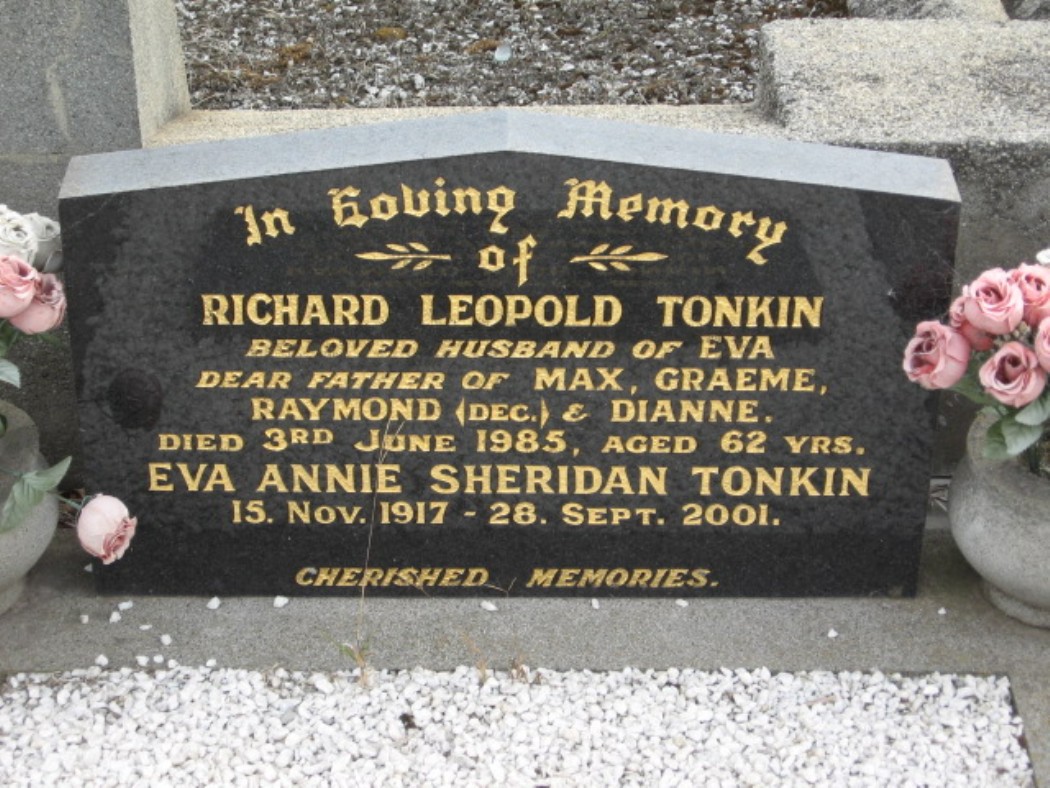 In Loving Memory
of
RICHARD LEOPOLD TONKIN
BELOVED HUSBAND OF EVA
DEAR FATHER OF MAX, GRAEME,
RAYMOND (DEC.) & DIANNE.
DIED 3RD JUNE 1985, AGED 62 YRS.
EVA ANNIE SHERIDAN TONKIN
15. NOV. 1917 - 28. SEPT. 2001.
CHERISHED MEMORIES.